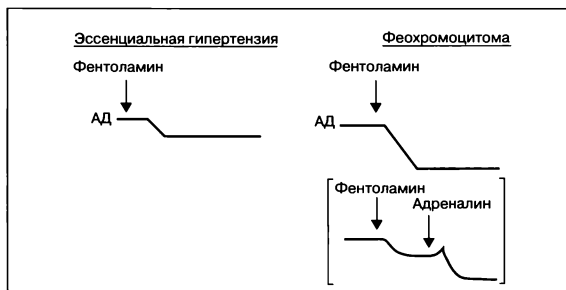 Эссенциальная гипертензия
Фентоламин
АД
Феохромоцитома
Фентоламин
АД
Фентоламин
Адреналин